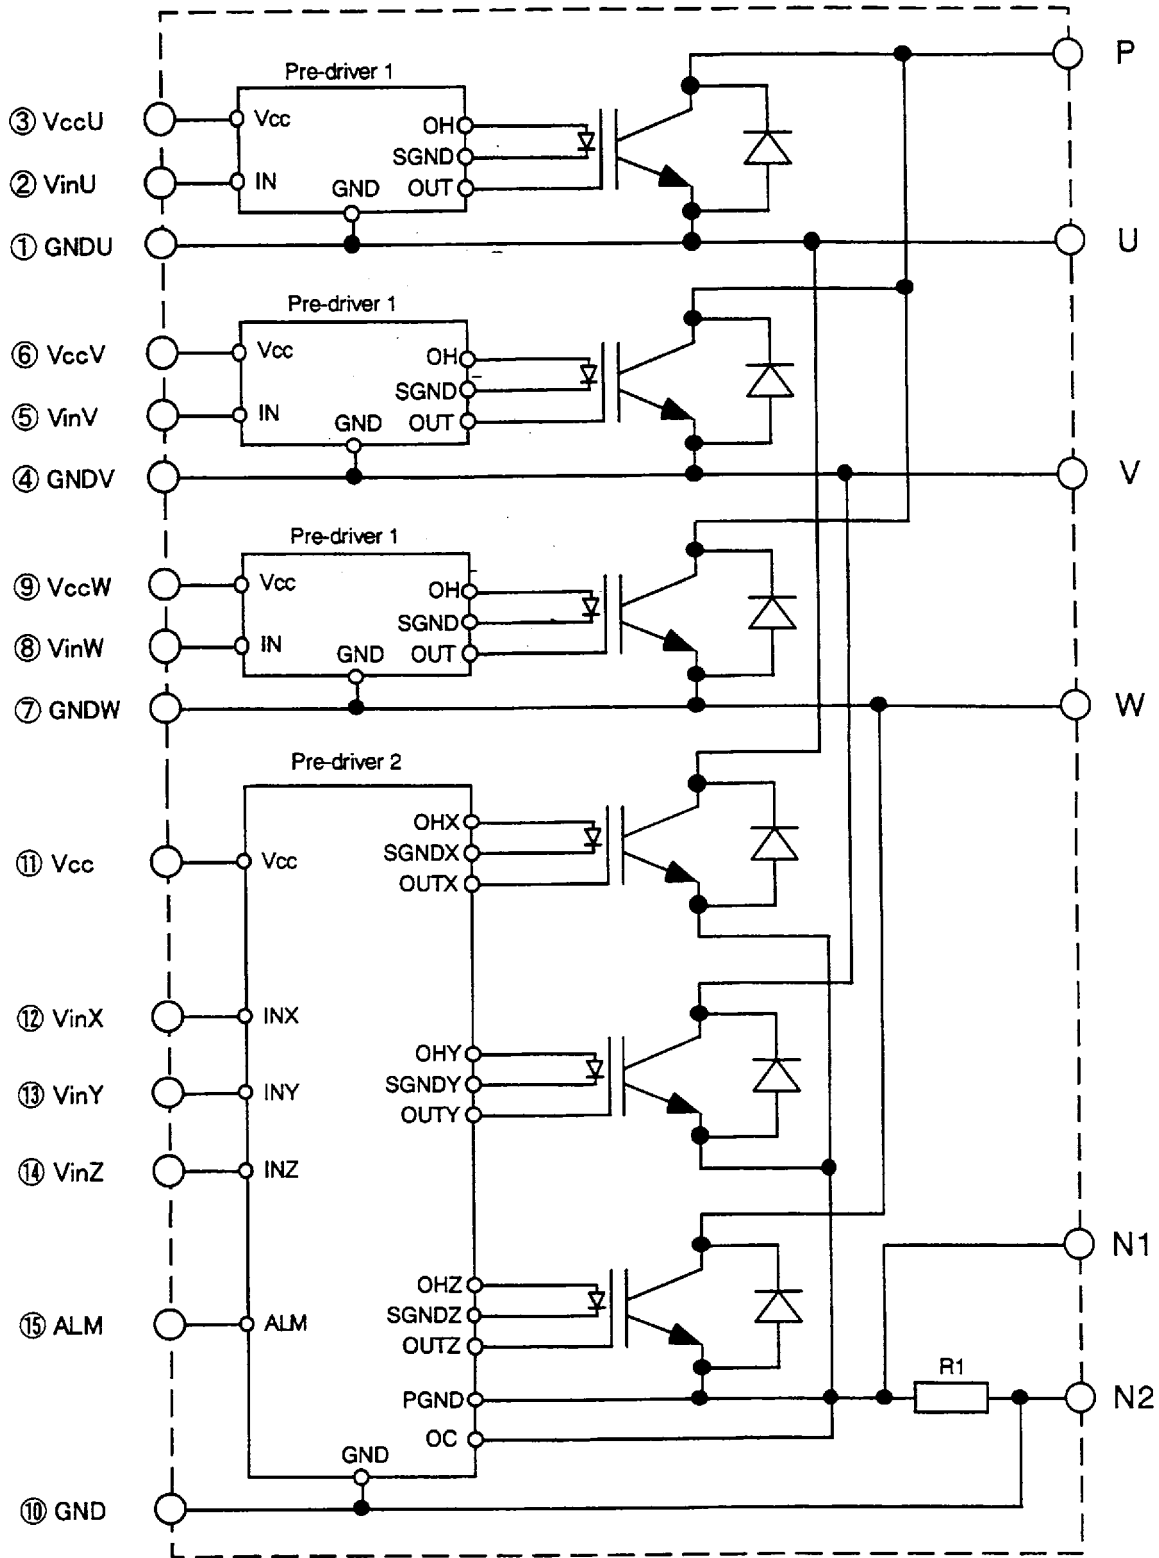 P
Pre-driver 1
③ VccU
Vcc
OH
SGND
② VinU
IN
GND
OUT
① GNDU
U
Pre-driver 1
⑥ VccV
Vcc
OH
SGND
⑤ VinV
IN
GND
OUT
④ GNDV
V
Pre-driver 1
⑨ VccW
Vcc
OH
SGND
⑧ VinW
IN
GND
OUT
⑦ GNDW
W
Pre-driver 2
OHX
⑪ Vcc
Vcc
SGNDX
OUTX
⑫ VinX
INX
OHY
SGNDY
⑬ VinY
INY
OUTY
⑭ VinZ
INZ
N1
OHZ
SGNDZ
⑮ ALM
ALM
OUTZ
R1
PGND
N2
OC
GND
⑩ GND